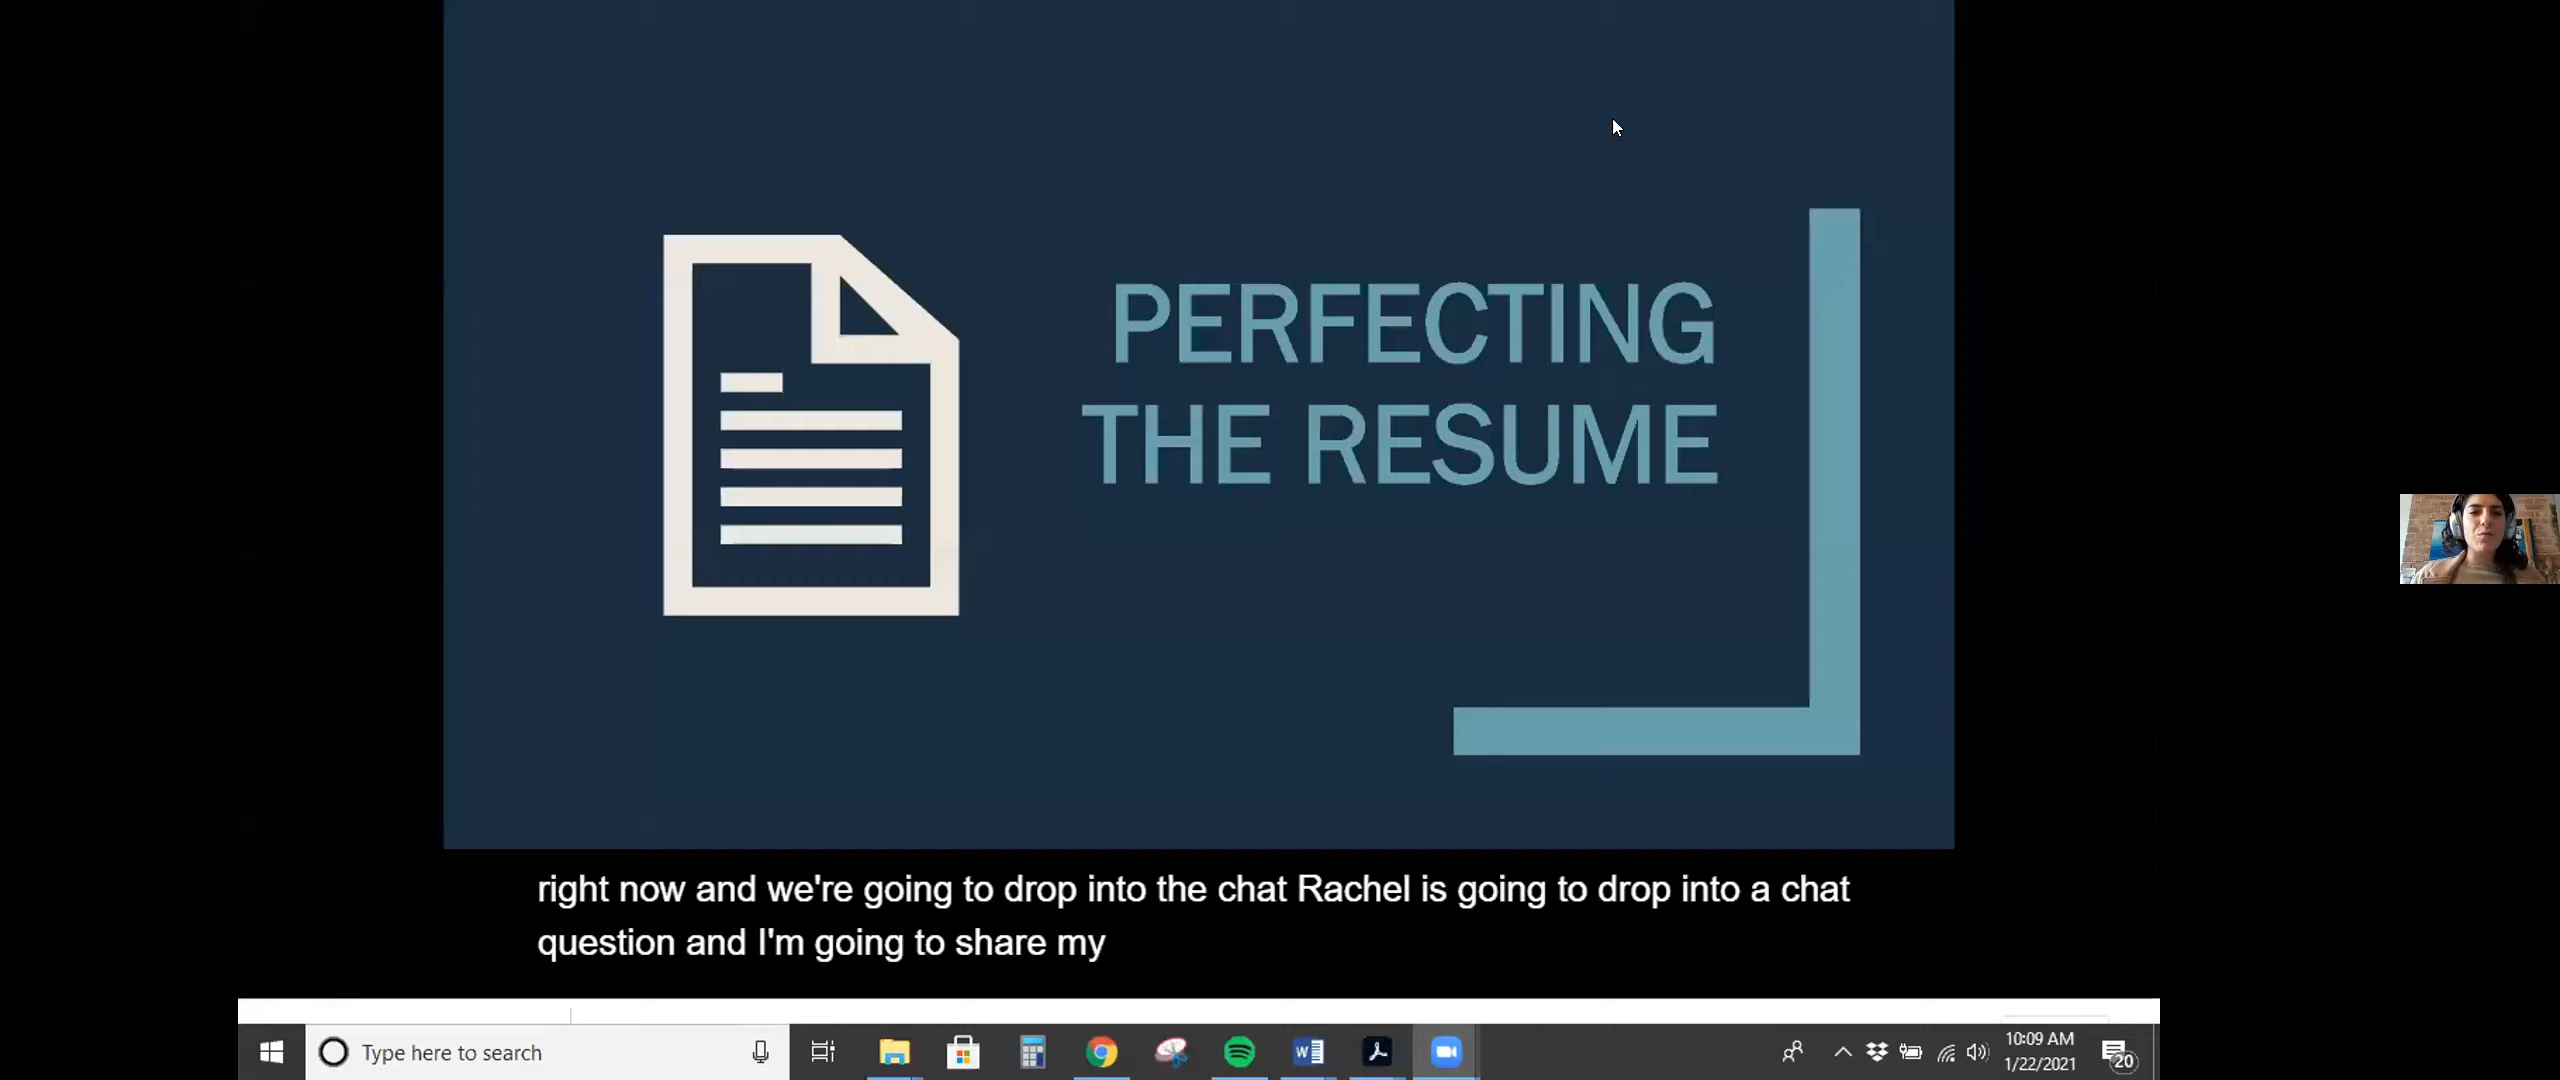 PERFECTING
THE RESUME
right now and we're going to drop into the chat Rachel is going to drop into a chat
question and I'm going to share my
Type here to search
10:09 AM
1/22/2021
20